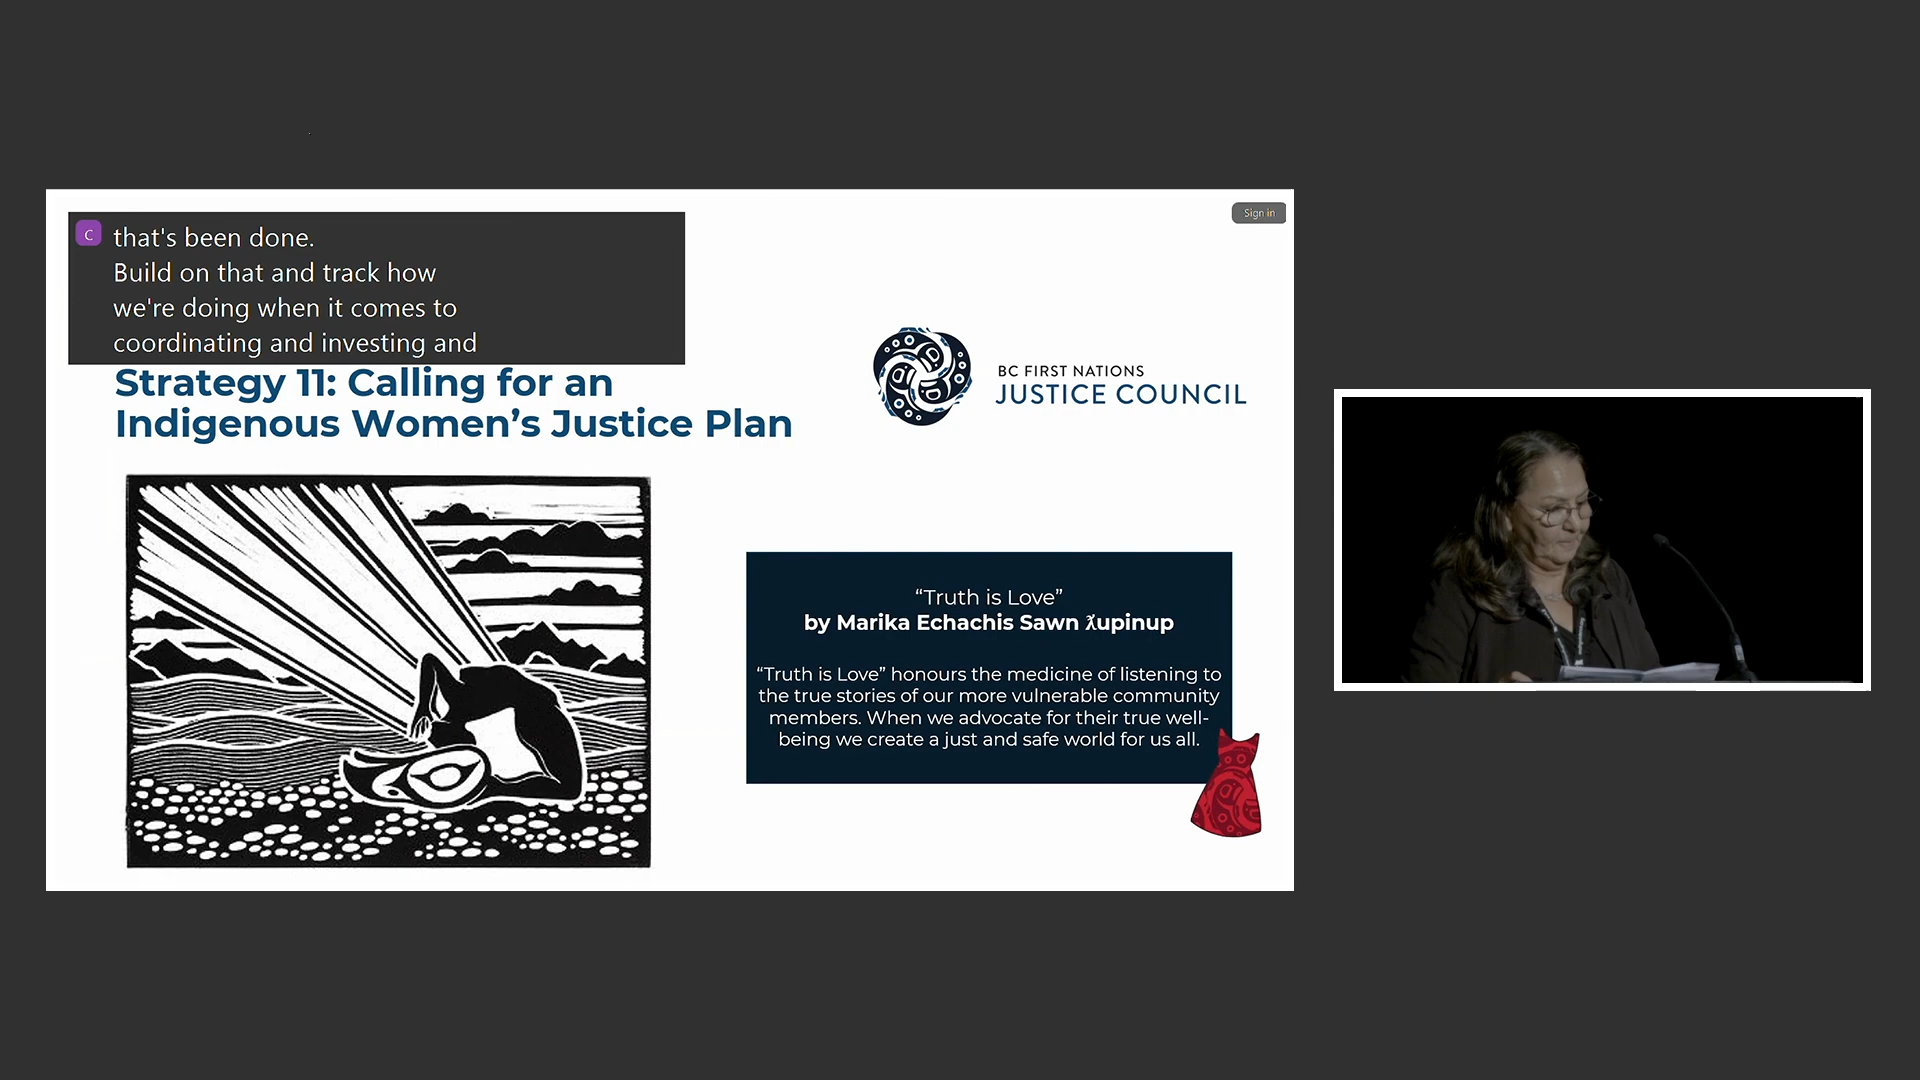 C
that's been done.
Build on that and track how
we're doing when it comes to
coordinating and investing and
Sign in
Strategy 11: Calling for an
Indigenous Women’s Justice Plan
BC FIRST NATIONS
JUSTICE COUNCIL
“Truth is Love”
by Marika Echachis Sawn ƛ̓upinup
“Truth is Love” honours the medicine of listening to
the true stories of our more vulnerable community
members. When we advocate for their true well-
being we create a just and safe world for us all.